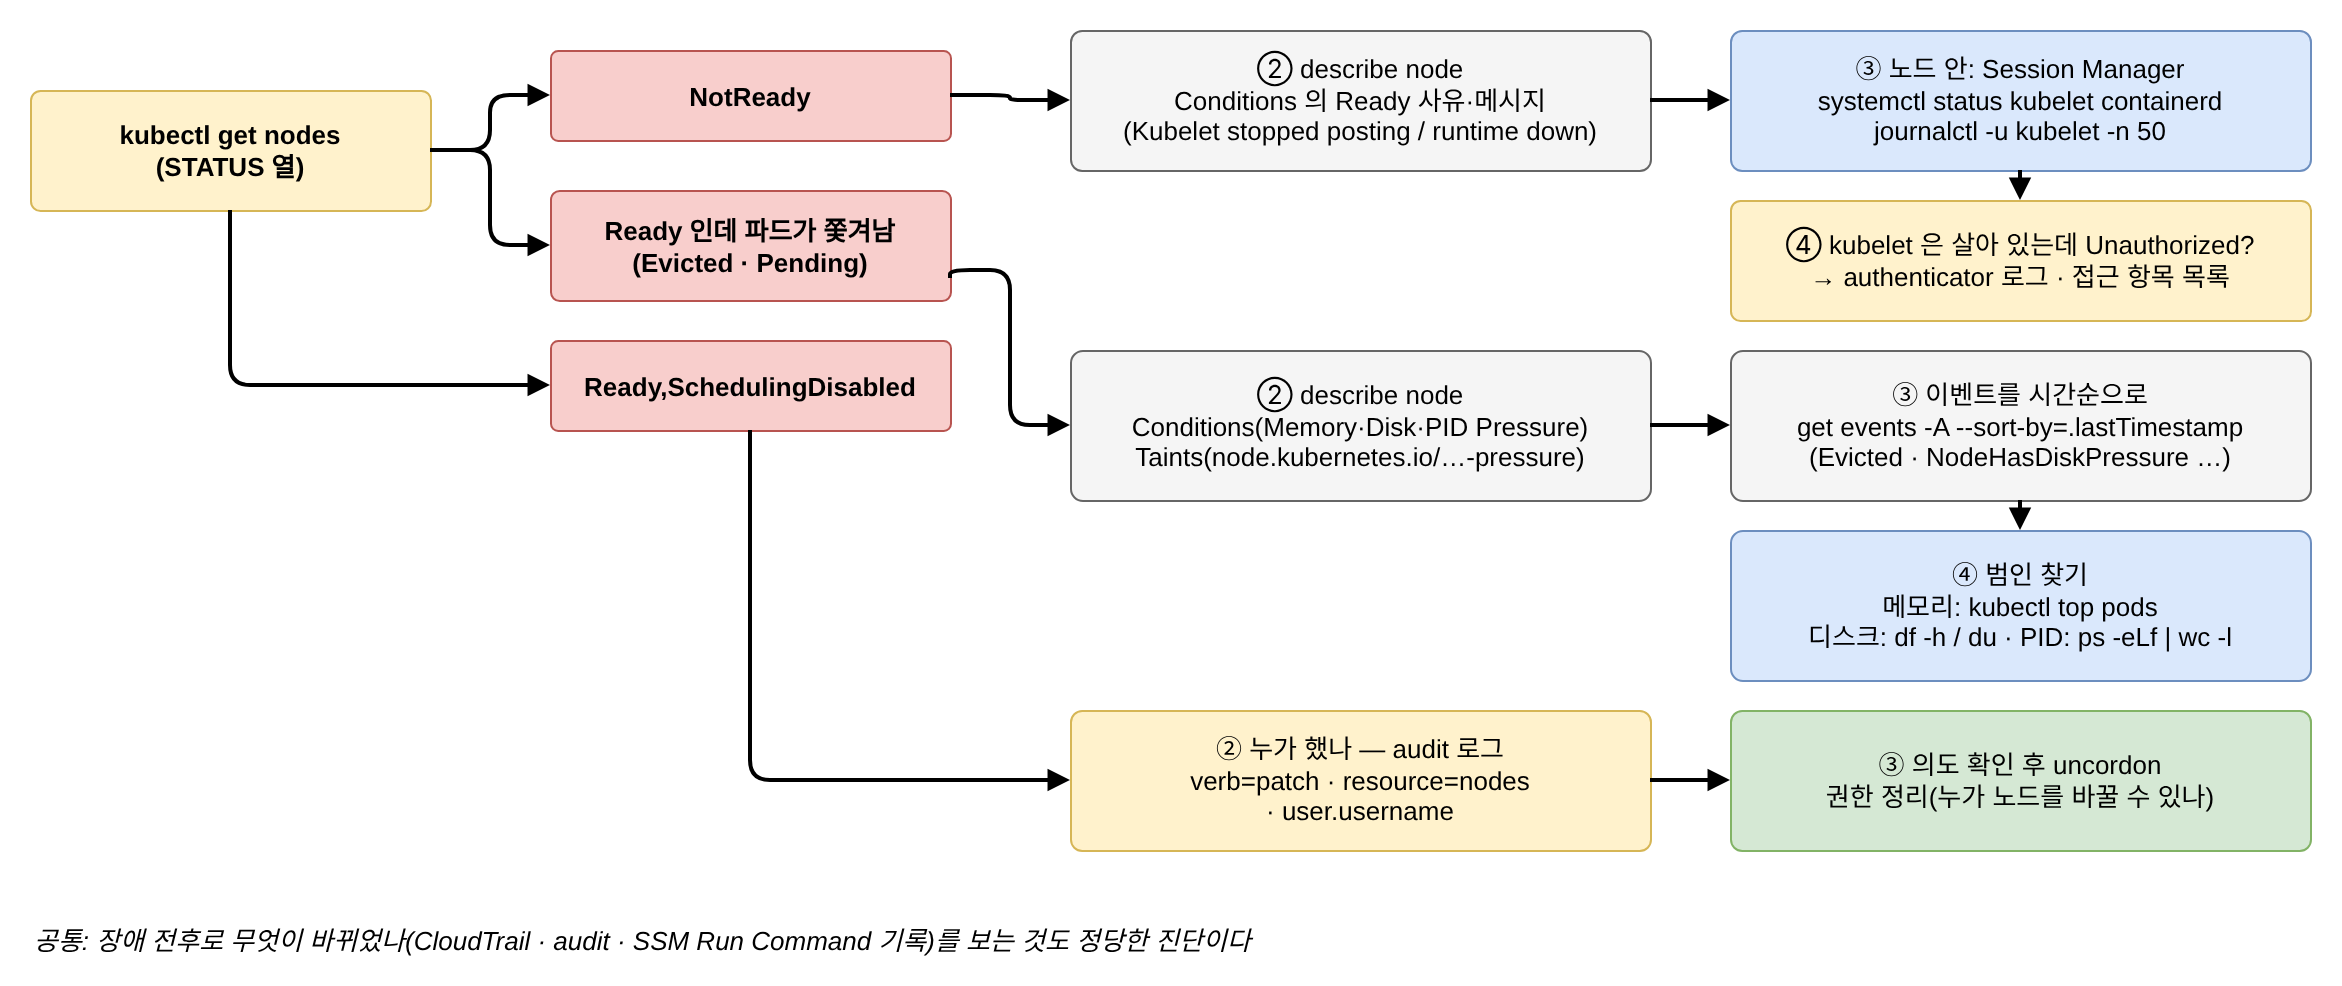 kubectl get nodes
(STATUS 열)
NotReady
② describe node
Conditions 의 Ready 사유·메시지
(Kubelet stopped posting / runtime down)
③ 노드 안: Session Manager
systemctl status kubelet containerd
journalctl -u kubelet -n 50
④ kubelet 은 살아 있는데 Unauthorized?
→ authenticator 로그 · 접근 항목 목록
Ready 인데 파드가 쫓겨남
(Evicted · Pending)
② describe node
Conditions(Memory·Disk·PID Pressure)
Taints(node.kubernetes.io/…-pressure)
③ 이벤트를 시간순으로
get events -A --sort-by=.lastTimestamp
(Evicted · NodeHasDiskPressure …)
④ 범인 찾기
메모리: kubectl top pods
디스크: df -h / du · PID: ps -eLf | wc -l
Ready,SchedulingDisabled
② 누가 했나 — audit 로그
verb=patch · resource=nodes
· user.username
③ 의도 확인 후 uncordon
권한 정리(누가 노드를 바꿀 수 있나)
공통: 장애 전후로 무엇이 바뀌었나(CloudTrail · audit · SSM Run Command 기록)를 보는 것도 정당한 진단이다